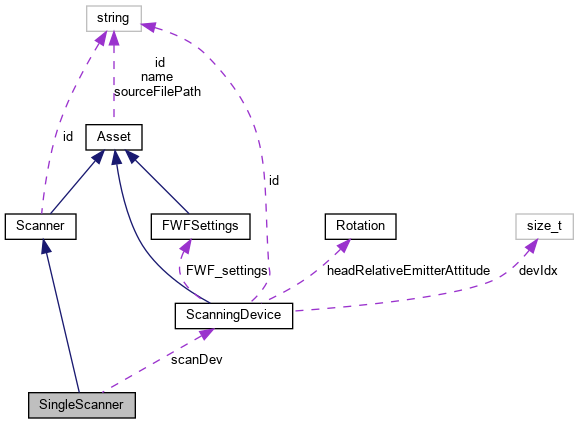 string
id
name
sourceFilePath
Asset
id
id
Scanner
FWFSettings
Rotation
size_t
FWF_settings
headRelativeEmitterAttitude
devIdx
ScanningDevice
scanDev
SingleScanner